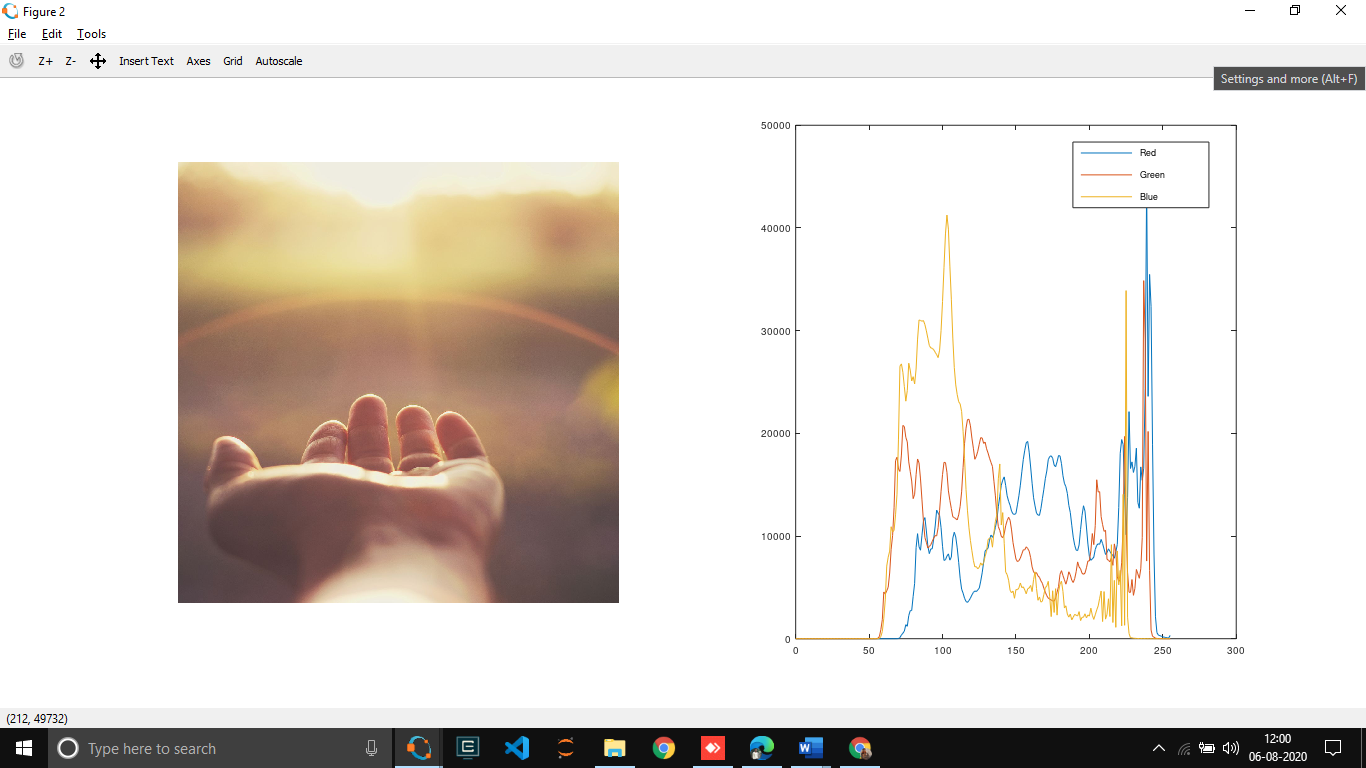 Figure 2
File Edit Tools
Z+ Z- Insert Text Axes Grid Autoscale
Settings and more (Alt+F)
50000
40000
30000
20000
10000
0
Red
Green
Blue
0 50 100 150 200 250 300
(212, 49732)
Type here to search
12:00
06-08-2020